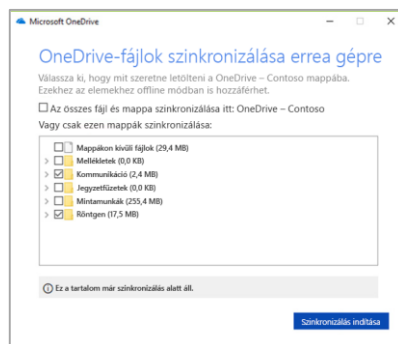 Microsoft OneDrive
OneDrive-fájlok szinkronizálása errea gépre
Válassza ki, hogy mit szeretne letölteni a OneDrive – Contoso mappába.
Ezekhez az elemekhez offline módban is hozzáférhet.
Az összes fájl és mappa szinkronizálása itt: OneDrive – Contoso
Vagy csak ezen mappák szinkronizálása:
Mappákon kívüli fájlok (29,4 MB)
Mellékletek (0,0 KB)
Kommunikáció (2,4 MB)
Jegyzetfüzetek (0,0 KB)
Mintamunkák (255,4 MB)
Röntgen (17,5 MB)
Ez a tartalom már szinkronizálás alatt áll.
Szinkronizálás indítása